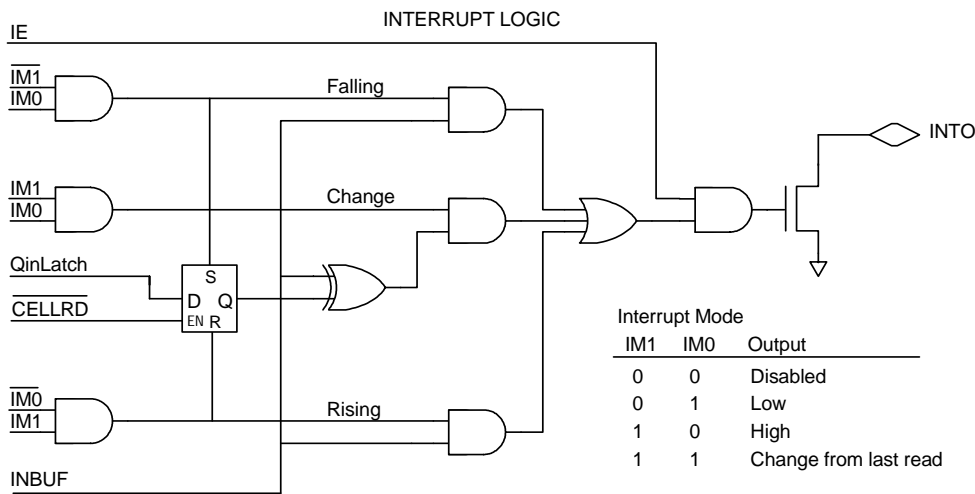 INTERRUPT LOGIC
IE
IM1
IM0
Falling
INTO
IM1
IM0
Change
QinLatch
S
D Q
CELLRD
EN R
Interrupt Mode
IM1 IM0 Output
0 0 Disabled
0 1 Low
1 0 High
1 1 Change from last read
IM0
IM1
Rising
INBUF